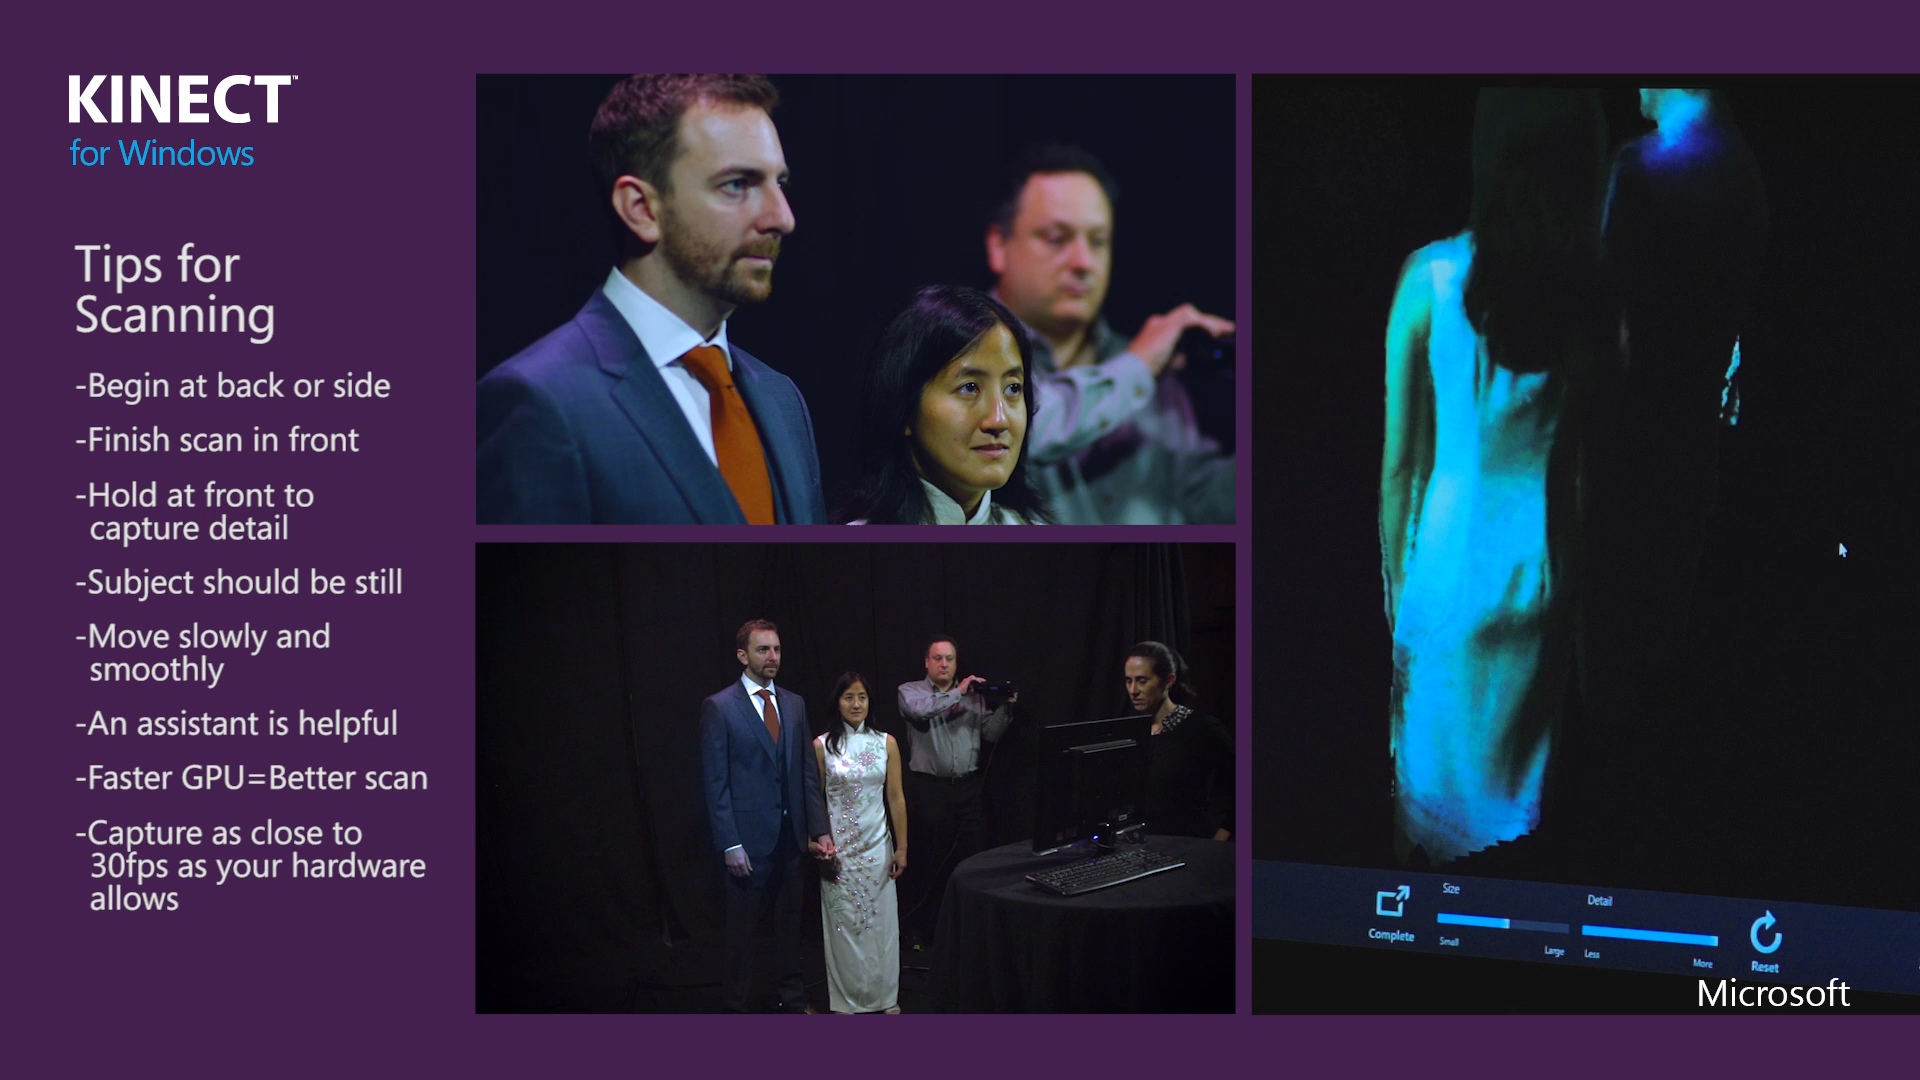 KINECT™
for Windows
Tips for
Scanning
-Begin at back or side
-Finish scan in front
-Hold at front to
capture detail
-Subject should be still
-Move slowly and
smoothly
-An assistant is helpful
-Faster GPU=Better scan
-Capture as close to
30fps as your hardware
allows
Complete
Size
Small
Large
Detail
Less
More
Reset
Microsoft